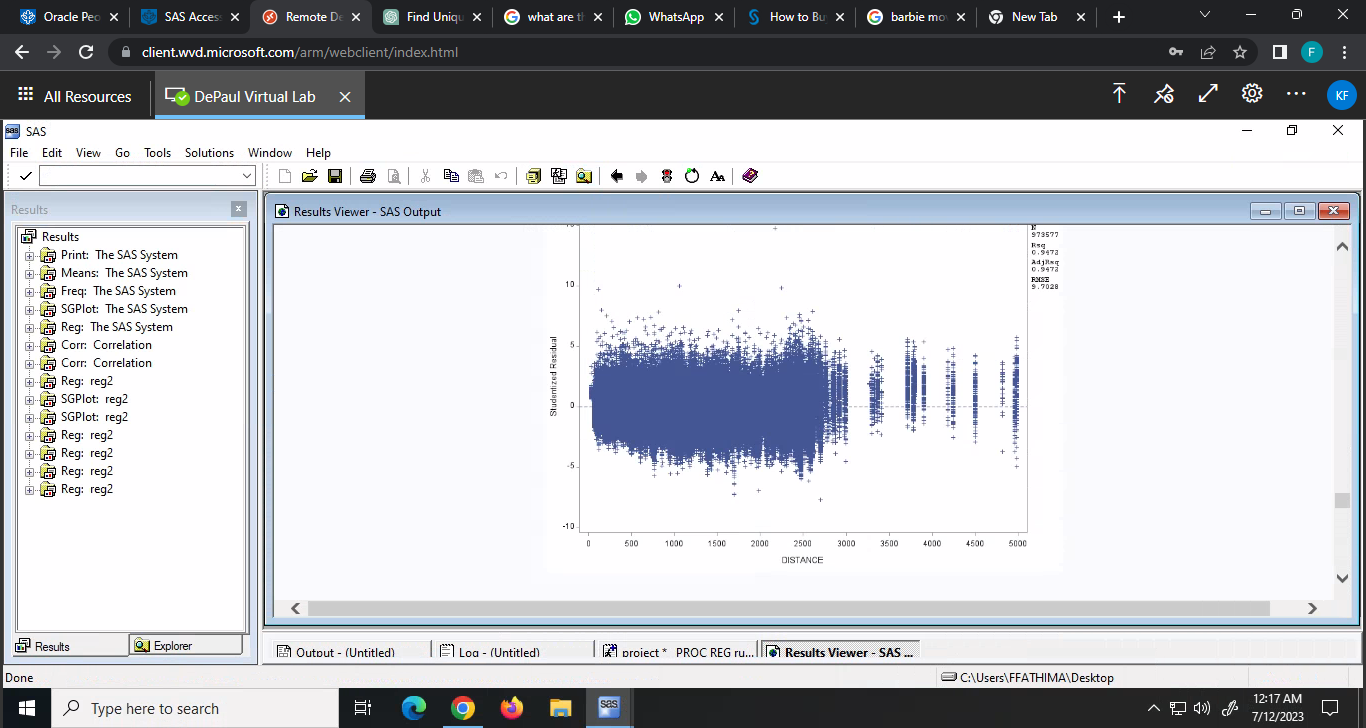 Oracle Peo
SAS Acces
Remote De
Find Uniqu
what are th
WhatsApp
How to Bu
barbie mov
New Tab
client.wvd.microsoft.com/arm/webclient/index.html
F
All Resources
DePaul Virtual Lab
KF
sas SAS
File Edit View Go Tools Solutions Window Help
Results
Results Viewer - SAS Output
Results
Print: The SAS System
Means: The SAS System
Freq: The SAS System
SGPlot: The SAS System
Reg: The SAS System
Corr: Correlation
Corr: Correlation
Reg: reg2
SGPlot: reg2
SGPlot: reg2
Reg: reg2
Reg: reg2
Reg: reg2
Reg: reg2
N
979577
Rsq
0.9472
AdjRsq
0.9472
RMSE
9.7028
10
5
0
-5
-10
Studentized Residual
0 500 1000 1500 2000 2500 3000 3500 4000 4500 5000
DISTANCE
Results
Explorer
Output - (Untitled)
Log - (Untitled)
project * PROC REG ru...
Results Viewer - SAS ...
Done
C:\Users\FFATHIMA\Desktop
Type here to search
sas
12:17 AM
7/12/2023